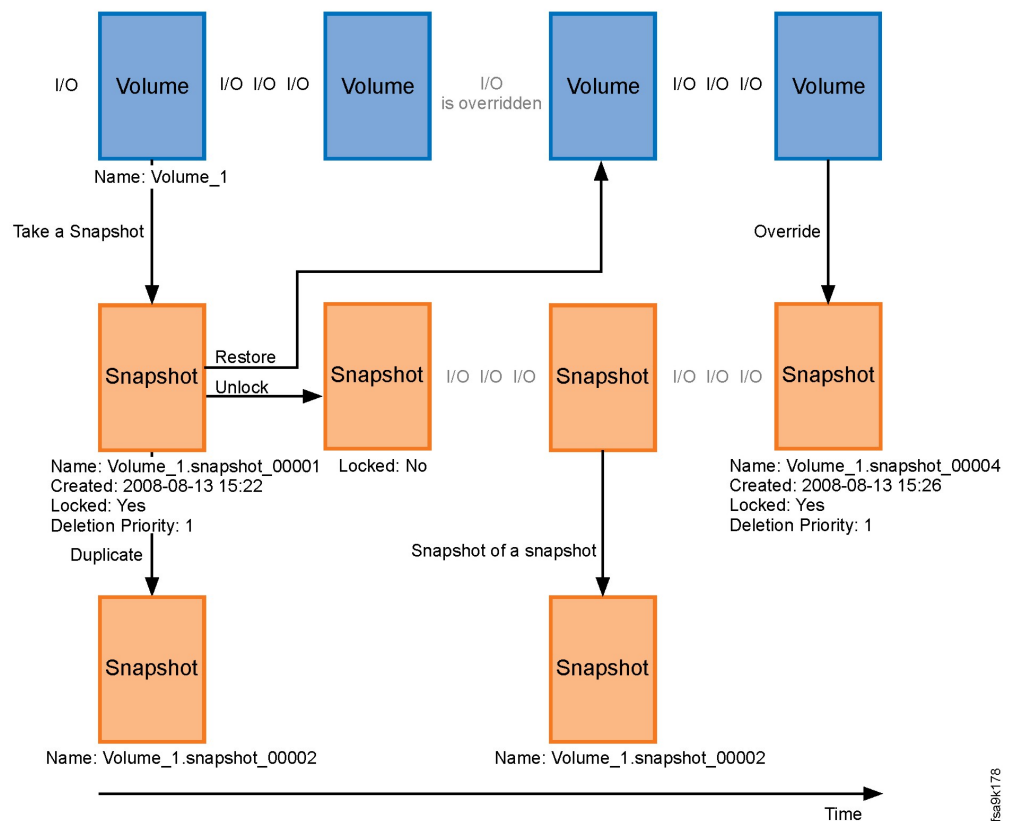 I/O
Volume
I/O I/O I/O
Volume
I/O
is overridden
Volume
I/O I/O I/O
Volume
Name: Volume_1
Take a Snapshot
Override
Snapshot
Restore
Unlock
Snapshot
I/O I/O I/O
Snapshot
I/O I/O I/O
Snapshot
Name: Volume_1.snapshot_00001
Created: 2008-08-13 15:22
Locked: Yes
Deletion Priority: 1
Locked: No
Name: Volume_1.snapshot_00004
Created: 2008-08-13 15:26
Locked: Yes
Deletion Priority: 1
Duplicate
Snapshot of a snapshot
Snapshot
Snapshot
Name: Volume_1.snapshot_00002
Name: Volume_1.snapshot_00002
Time
fsa9k178